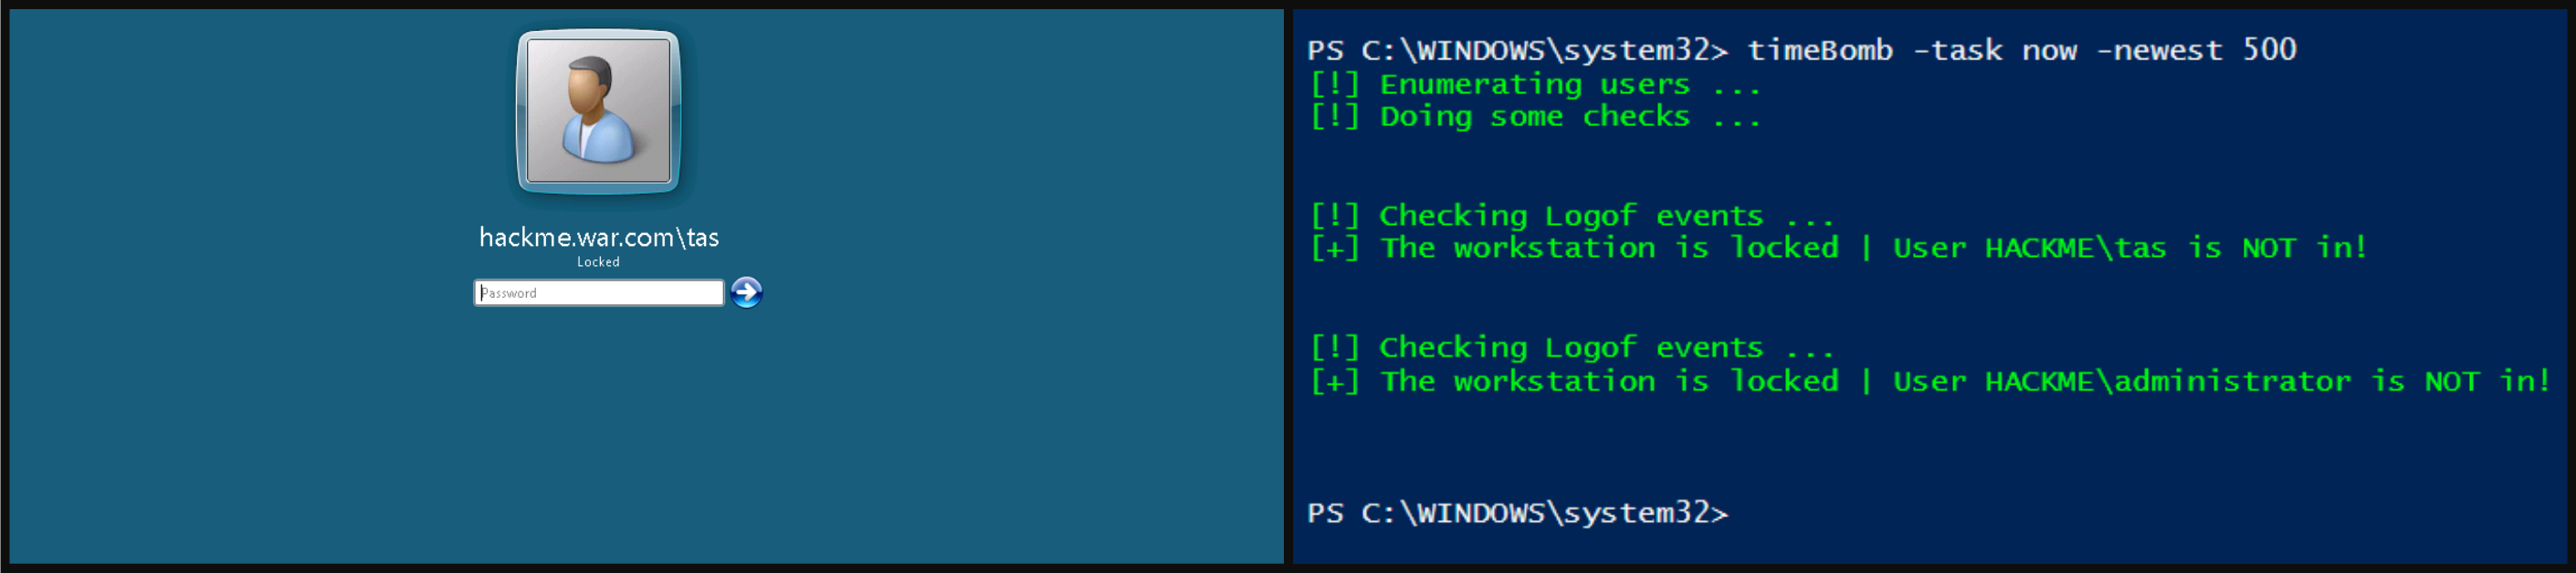 hackme.war.com\tas
Locked
Password
PS C:\WINDOWS\system32> timeBomb -task now -newest 500
[!] Enumerating users ...
[!] Doing some checks ...
[!] Checking Logof events ...
[+] The workstation is locked | User HACKME\tas is NOT in!
[!] Checking Logof events ...
[+] The workstation is locked | User HACKME\administrator is NOT in!
PS C:\WINDOWS\system32>